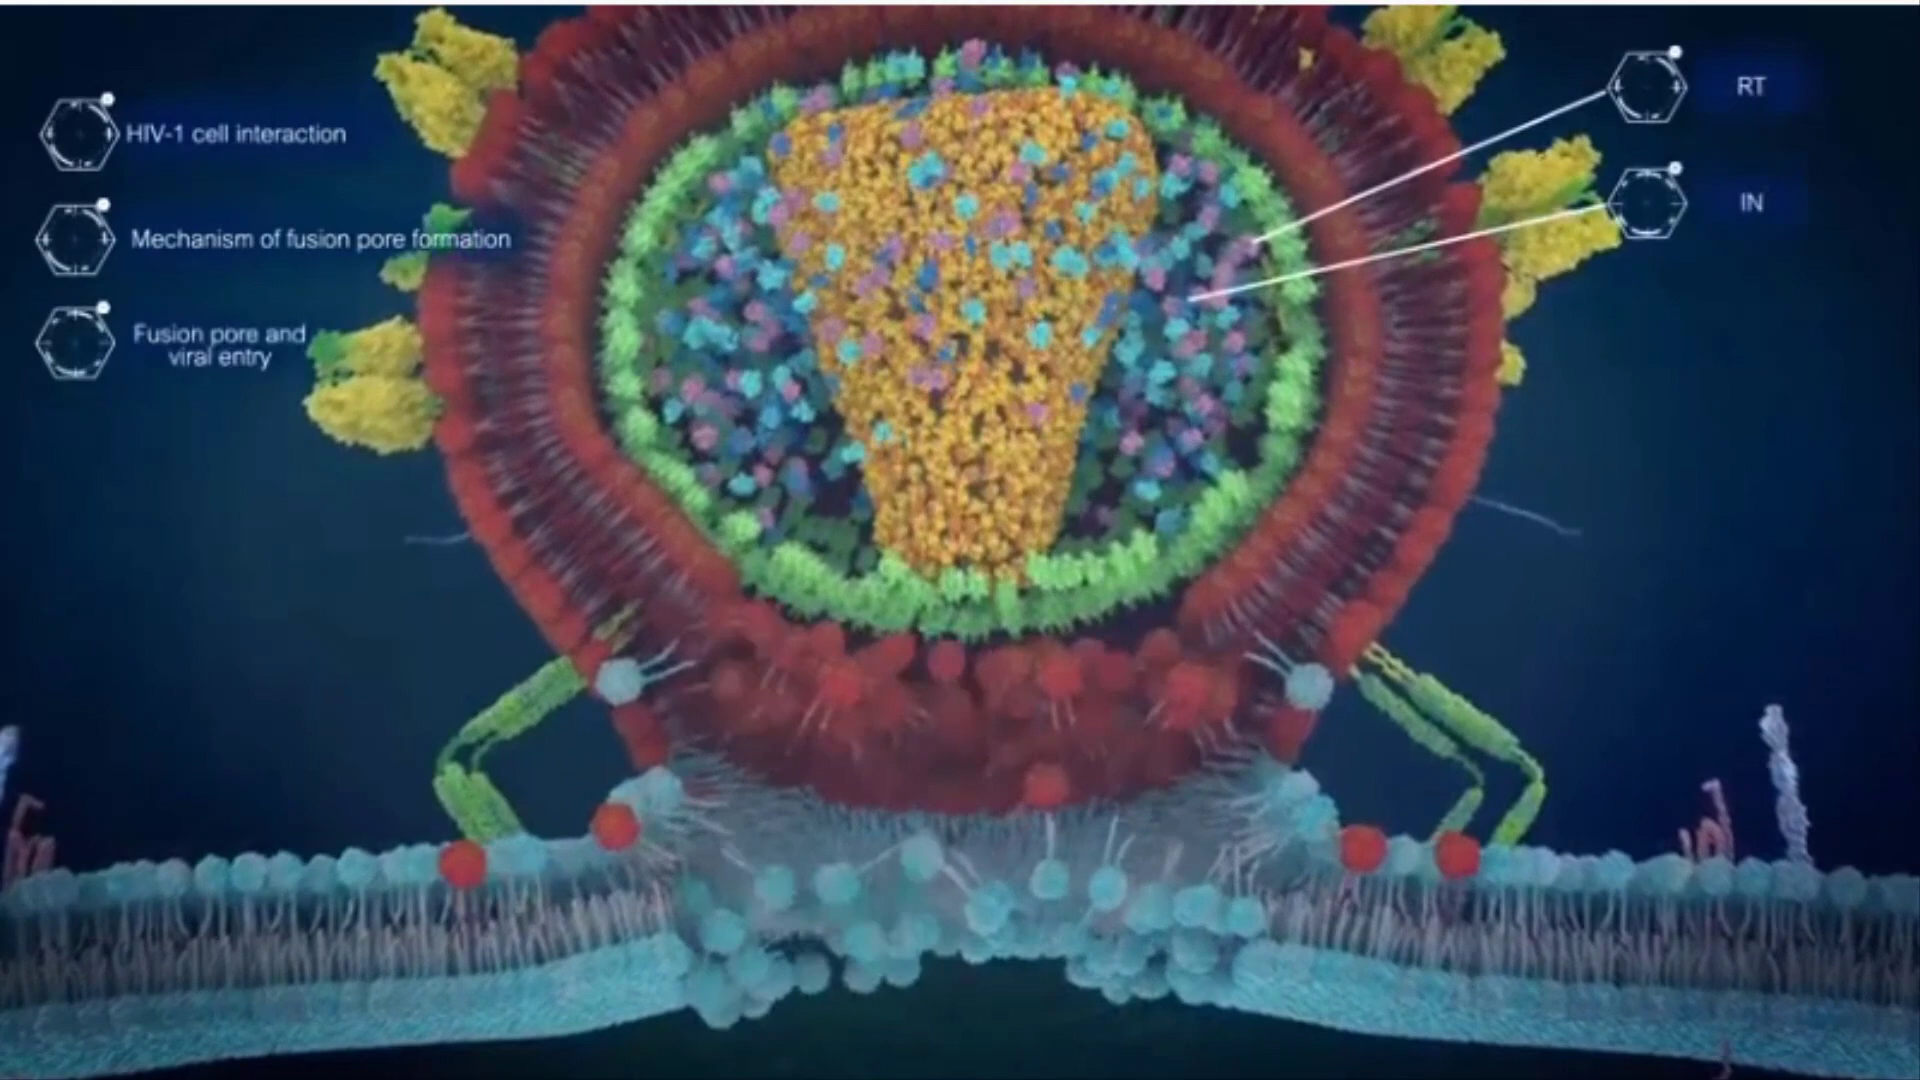 HIV-1 cell interaction
Mechanism of fusion pore formation
Fusion pore and
viral entry
RT
IN